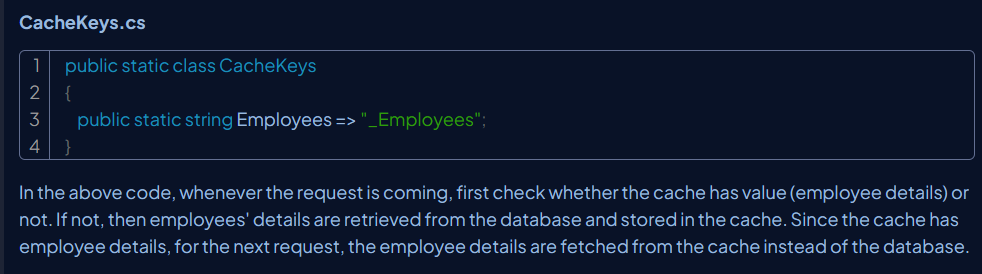 CacheKeys.cs
1 public static class CacheKeys
2 {
3 public static string Employees => "_Employees";
4 }
In the above code, whenever the request is coming, first check whether the cache has value (employee details) or
not. If not, then employees' details are retrieved from the database and stored in the cache. Since the cache has
employee details, for the next request, the employee details are fetched from the cache instead of the database.